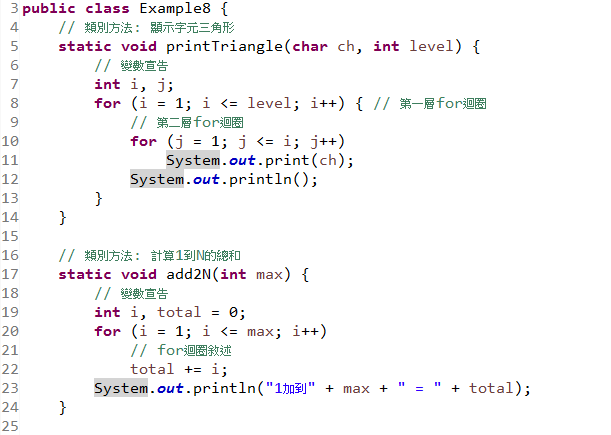 3 public class Example8 {
4 // 類別方法: 顯示字元三角形
5 static void printTriangle(char ch, int level) {
6 // 變數宣告
7 int i, j;
8 for (i = 1; i <= level; i++) { // 第一層for迴圈
9 // 第二層for迴圈
10 for (j = 1; j <= i; j++)
11 System.out.print(ch);
12 System.out.println();
13 }
14 }
15
16 // 類別方法: 計算1到N的總和
17 static void add2N(int max) {
18 // 變數宣告
19 int i, total = 0;
20 for (i = 1; i <= max; i++)
21 // for迴圈敘述
22 total += i;
23 System.out.println("1加到" + max + " = " + total);
24 }
25